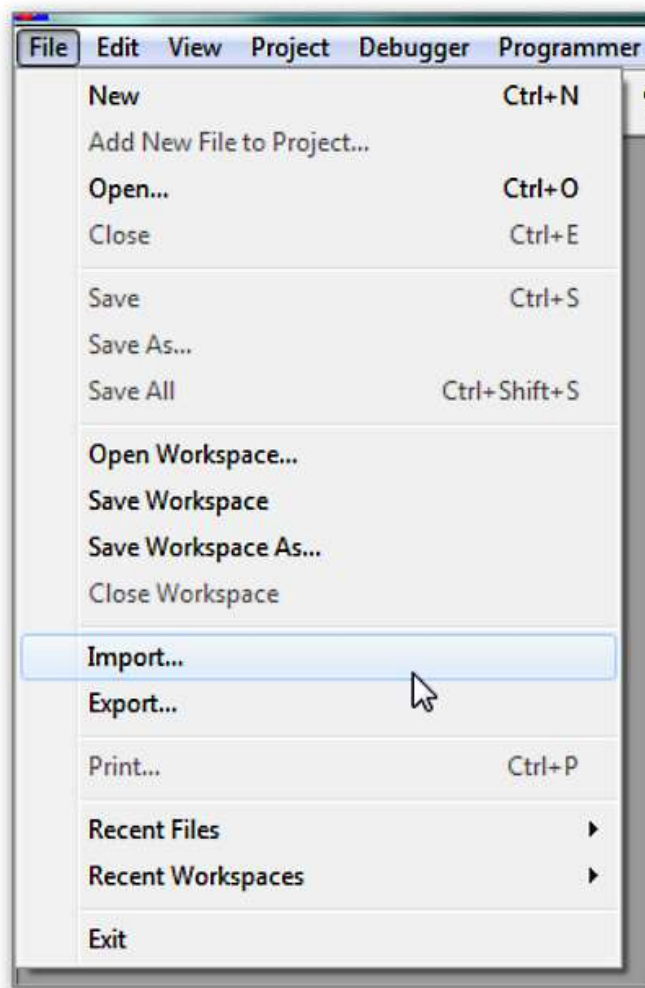 File Edit View Project Debugger Programmer
New Ctrl+N
Add New File to Project...
Open... Ctrl+O
Close Ctrl+E
Save Ctrl+S
Save As...
Save All Ctrl+Shift+S
Open Workspace...
Save Workspace
Save Workspace As...
Close Workspace
Import...
Export...
Print... Ctrl+P
Recent Files
Recent Workspaces
Exit